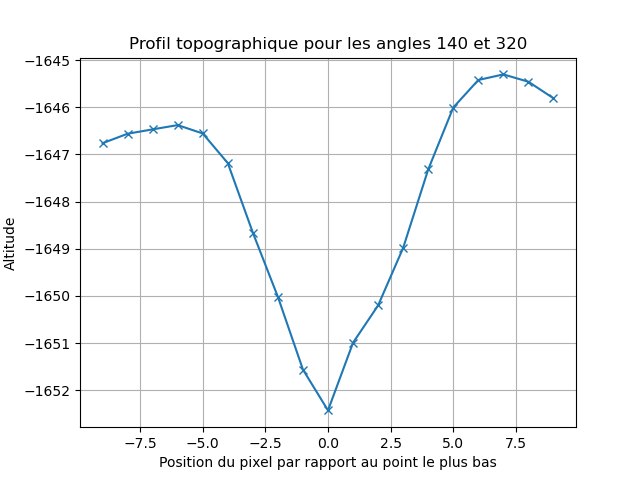 Profil topographique pour les angles 140 et 320
Altitude
−1645
−1646
−1647
−1648
−1649
−1650
−1651
−1652
−7.5 −5.0 −2.5 0.0 2.5 5.0 7.5
Position du pixel par rapport au point le plus bas